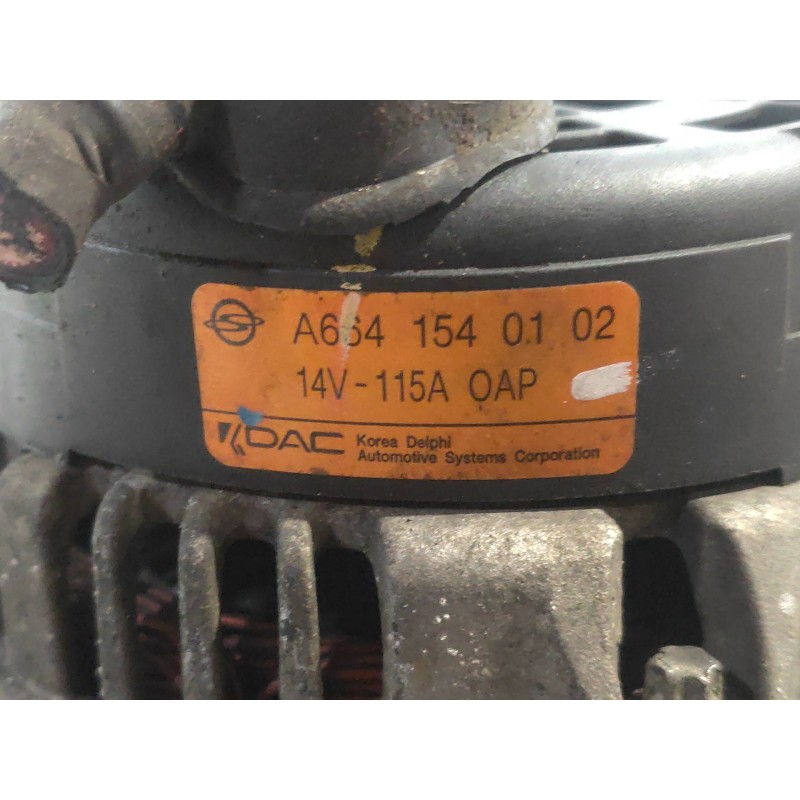 A664 154 01 02
14V-115A OAP
KDAC Korea Delphi
Automotive Systems Corporation